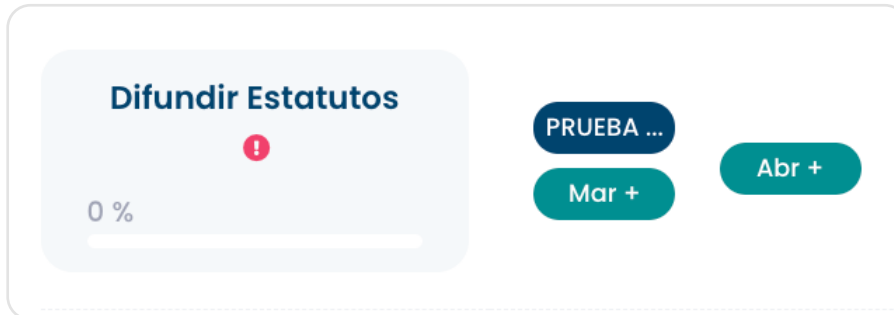 Difundir Estatutos
!
0 %
PRUEBA ...
Mar +
Abr +